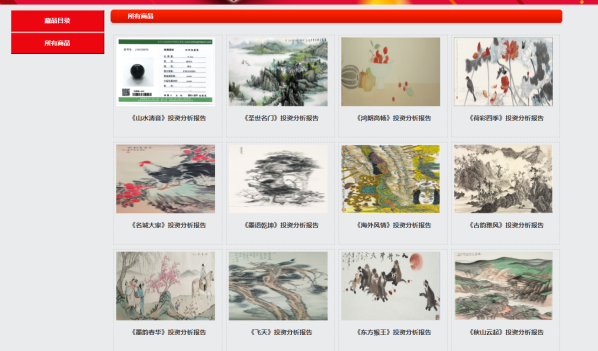 藏品目录
所有商品
所有商品
《山水清音》投资分析报告
《圣世名门》投资分析报告
《鸿鹄高杨》投资分析报告
《荷彩四季》投资分析报告
《名城大家》投资分析报告
《墨语乾坤》投资分析报告
《海外风情》投资分析报告
《古韵雅风》投资分析报告
《墨韵春华》投资分析报告
《飞天》投资分析报告
《东方猴王》投资分析报告
《秋山云起》投资分析报告